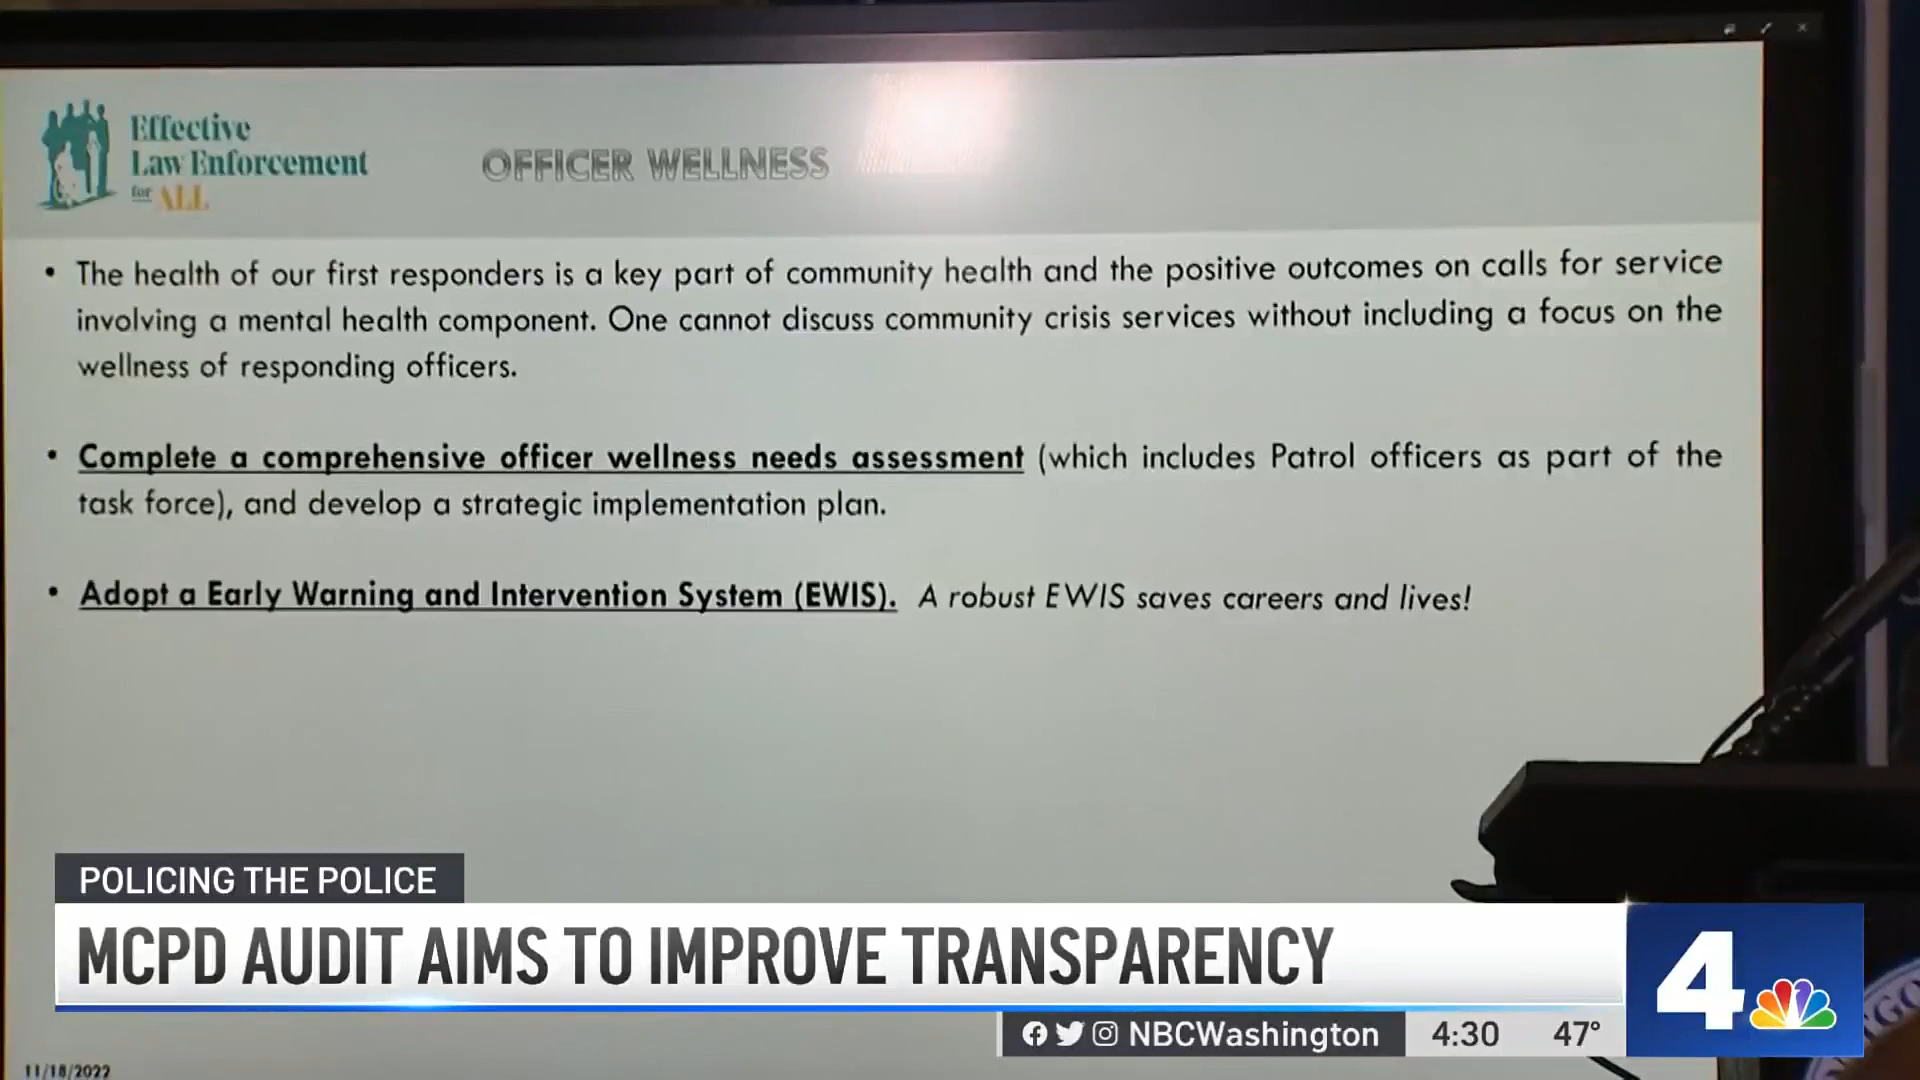 Effective
Law Enforcement
for ALL
OFFICER WELLNESS
• The health of our first responders is a key part of community health and the positive outcomes on calls for service
involving a mental health component. One cannot discuss community crisis services without including a focus on the
wellness of responding officers.
• Complete a comprehensive officer wellness needs assessment (which includes Patrol officers as part of the
task force), and develop a strategic implementation plan.
• Adopt a Early Warning and Intervention System (EWIS). A robust EWIS saves careers and lives!
POLICING THE POLICE
MCPD AUDIT AIMS TO IMPROVE TRANSPARENCY
4
NBCWashington 4:30 47°
11/18/2022